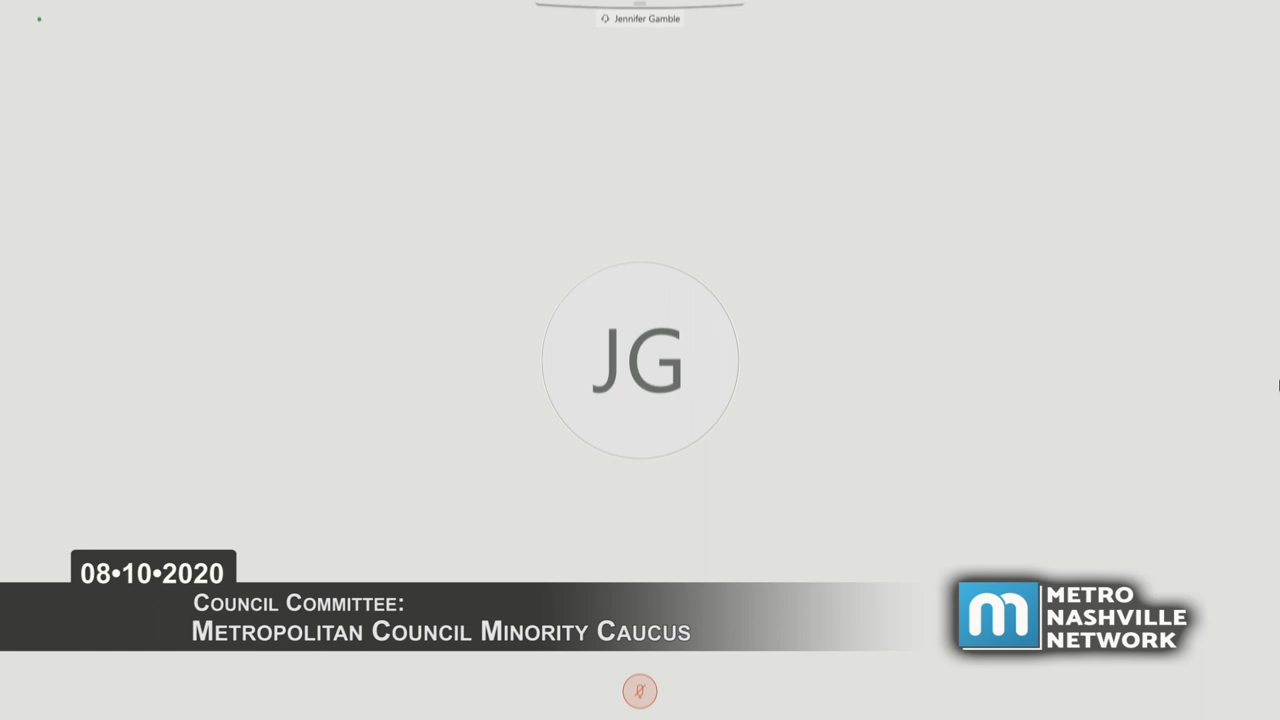 Jennifer Gamble
JG
08•10•2020
Council Committee:
Metropolitan Council Minority Caucus
m
METRO
NASHVILLE
NETWORK